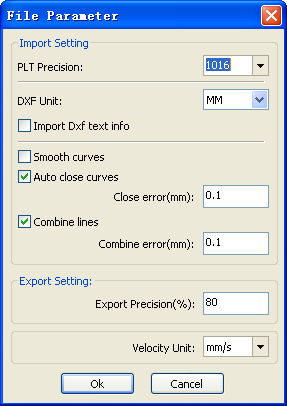 File Parameter
Import Setting
PLT Precision: 1016
DXF Unit: MM
Import Dxf text info
Smooth curves
Auto close curves
Close error(mm): 0.1
Combine lines
Combine error(mm): 0.1
Export Setting:
Export Precision(%): 80
Velocity Unit: mm/s
Ok Cancel